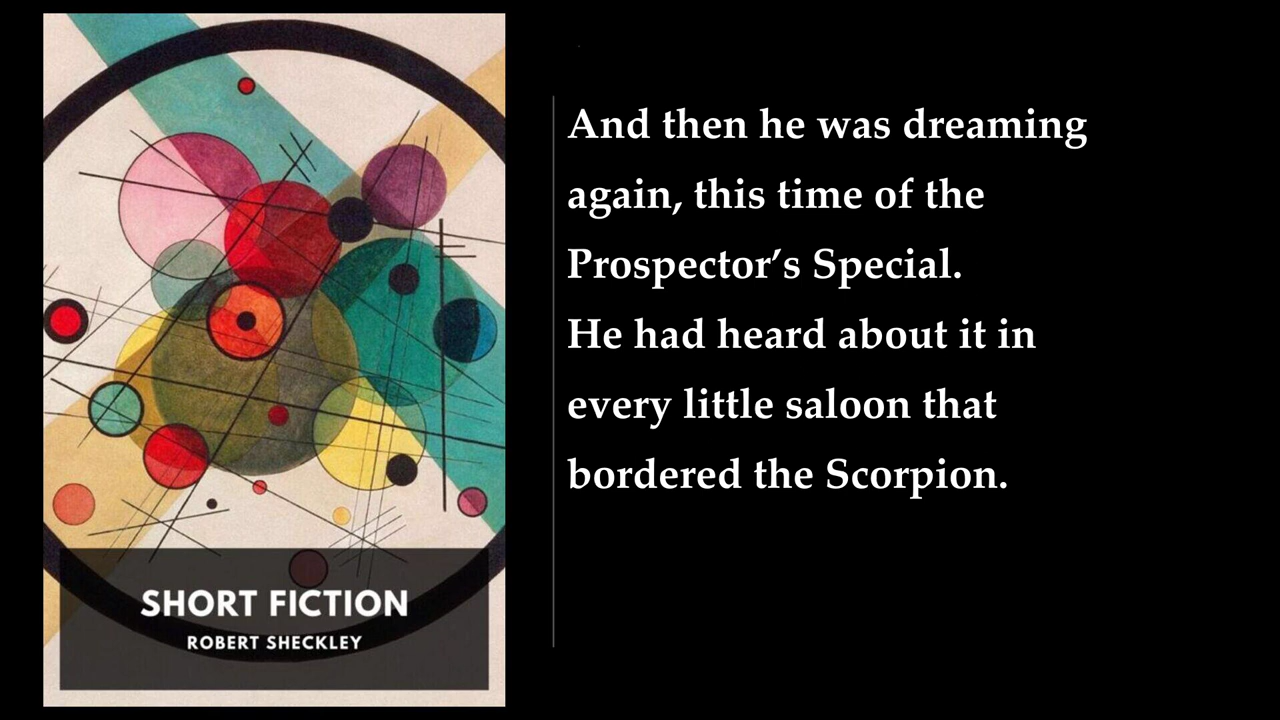 SHORT FICTION
ROBERT SHECKLEY
And then he was dreaming
again, this time of the
Prospector’s Special.
He had heard about it in
every little saloon that
bordered the Scorpion.